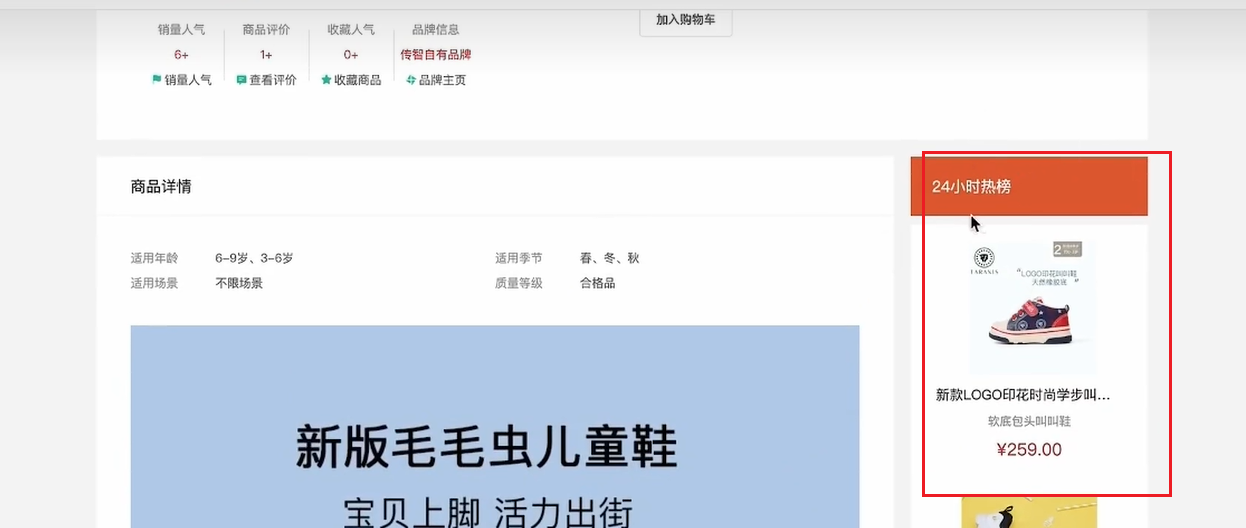 销量人气 商品评价 收藏人气 品牌信息
6+ 1+ 0+ 传智自有品牌
销量人气 查看评价 收藏商品 品牌主页
加入购物车
商品详情
适用年龄 6-9岁、3-6岁 适用季节 春、冬、秋
适用场景 不限场景 质量等级 合格品
新版毛毛虫儿童鞋
宝贝上脚 活力出街
24小时热榜
2
"LOGO印花叫叫鞋
天然橡胶底"
新款LOGO印花时尚学步叫...
软底包头叫叫鞋
¥259.00